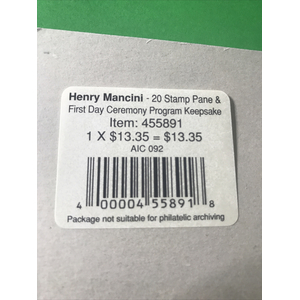 Henry Mancini - 20 Stamp Pane &
First Day Ceremony Program Keepsake
Item: 455891
1 X $13.35 = $13.35
AIC 092
4 00004 55891 8
Package not suitable for philatelic archiving